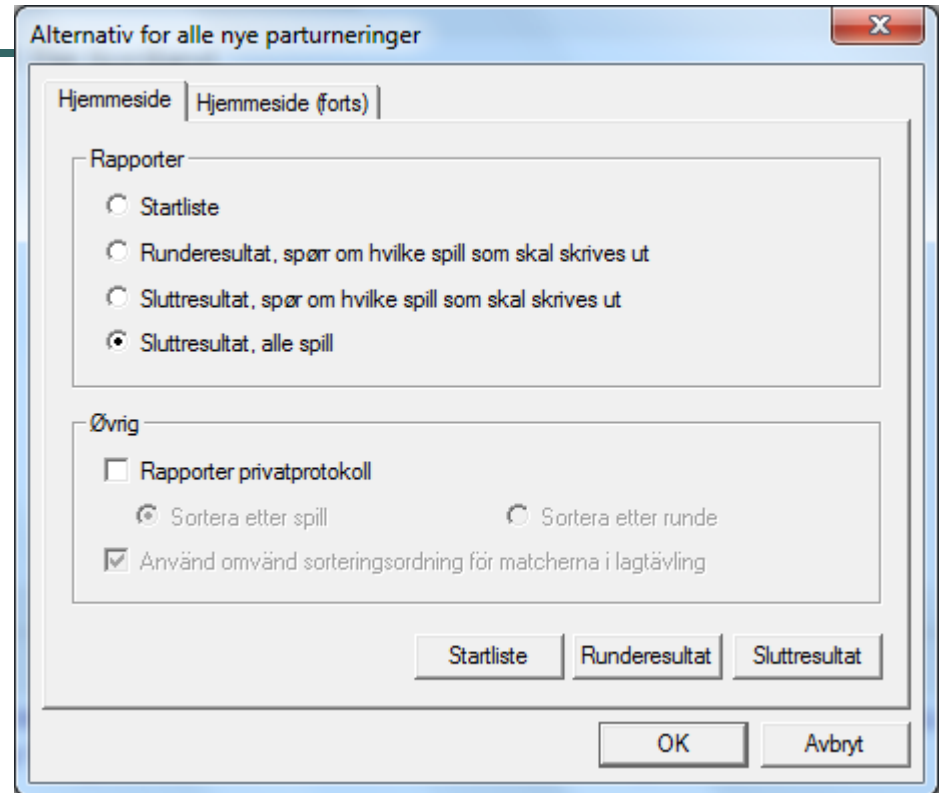 Alternativ for alle nye parturneringer
Hjemmeside Hjemmeside (forts)
Rapporter
Startliste
Runderesultat, spørr om hvilke spill som skal skrives ut
Sluttresultat, spør om hvilke spill som skal skrives ut
Sluttresultat, alle spill
Øvrig
Rapporter privatprotokoll
Sortera etter spill Sortera etter runde
Använd omvänd sorteringsordning för matcherna i lagtävling
Startliste Runderesultat Sluttresultat
OK Avbryt